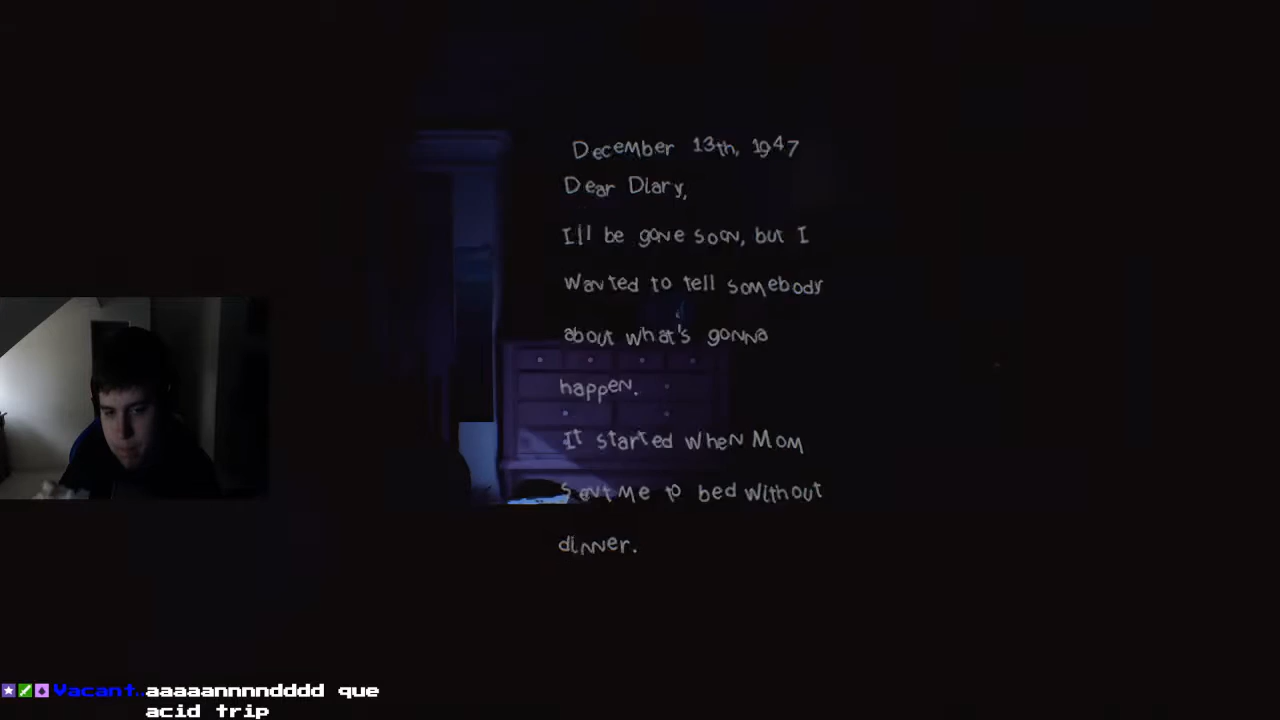 December 13th, 1947
Dear Diary,
I'll be gone soon, but I
wanted to tell somebody
about what's gonna
happen.
It started when Mom
sent me to bed without
dinner.
Vacant..aaaaannnndddd que
acid trip